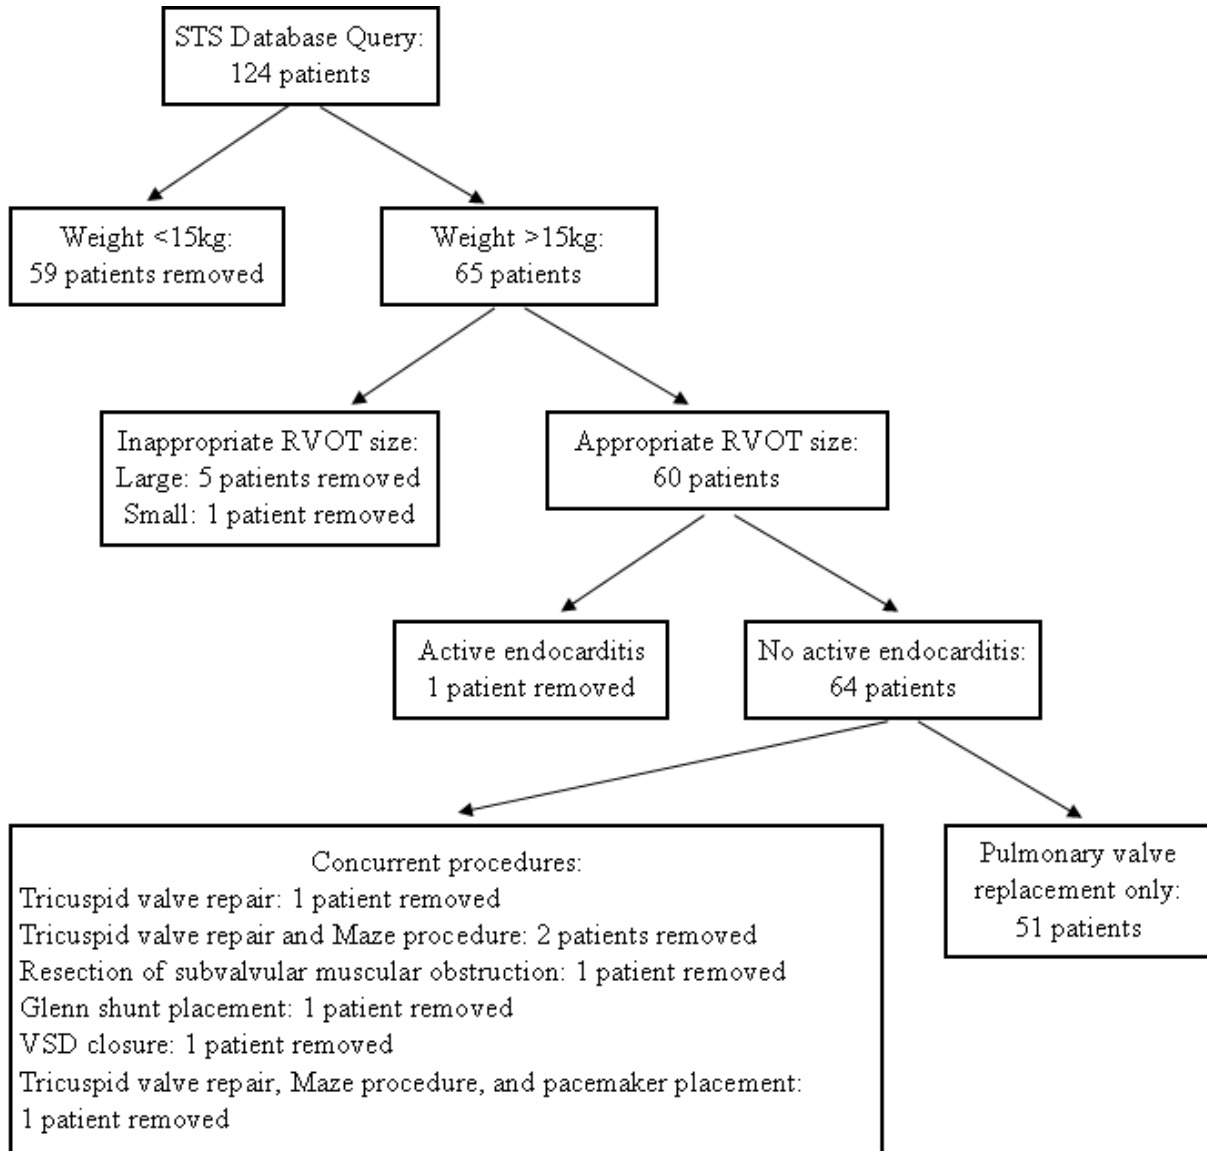 STS Database Query:
124 patients
Weight <15kg:
59 patients removed
Weight >15kg:
65 patients
Inappropriate RVOT size:
Large: 5 patients removed
Small: 1 patient removed
Appropriate RVOT size:
60 patients
Active endocarditis
1 patient removed
No active endocarditis:
64 patients
Concurrent procedures:
Tricuspid valve repair: 1 patient removed
Tricuspid valve repair and Maze procedure: 2 patients removed
Resection of subvalvular muscular obstruction: 1 patient removed
Glenn shunt placement: 1 patient removed
VSD closure: 1 patient removed
Tricuspid valve repair, Maze procedure, and pacemaker placement:
1 patient removed
Pulmonary valve
replacement only:
51 patients